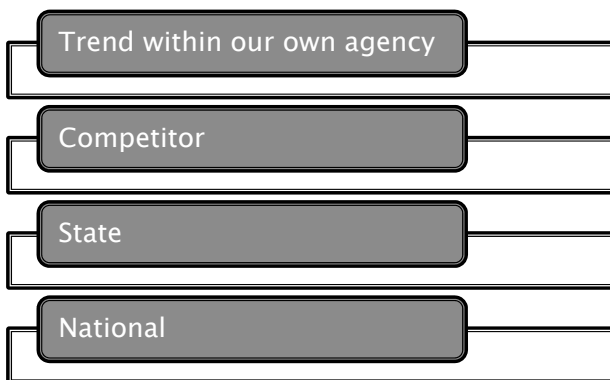 Trend within our own agency
Competitor
State
National